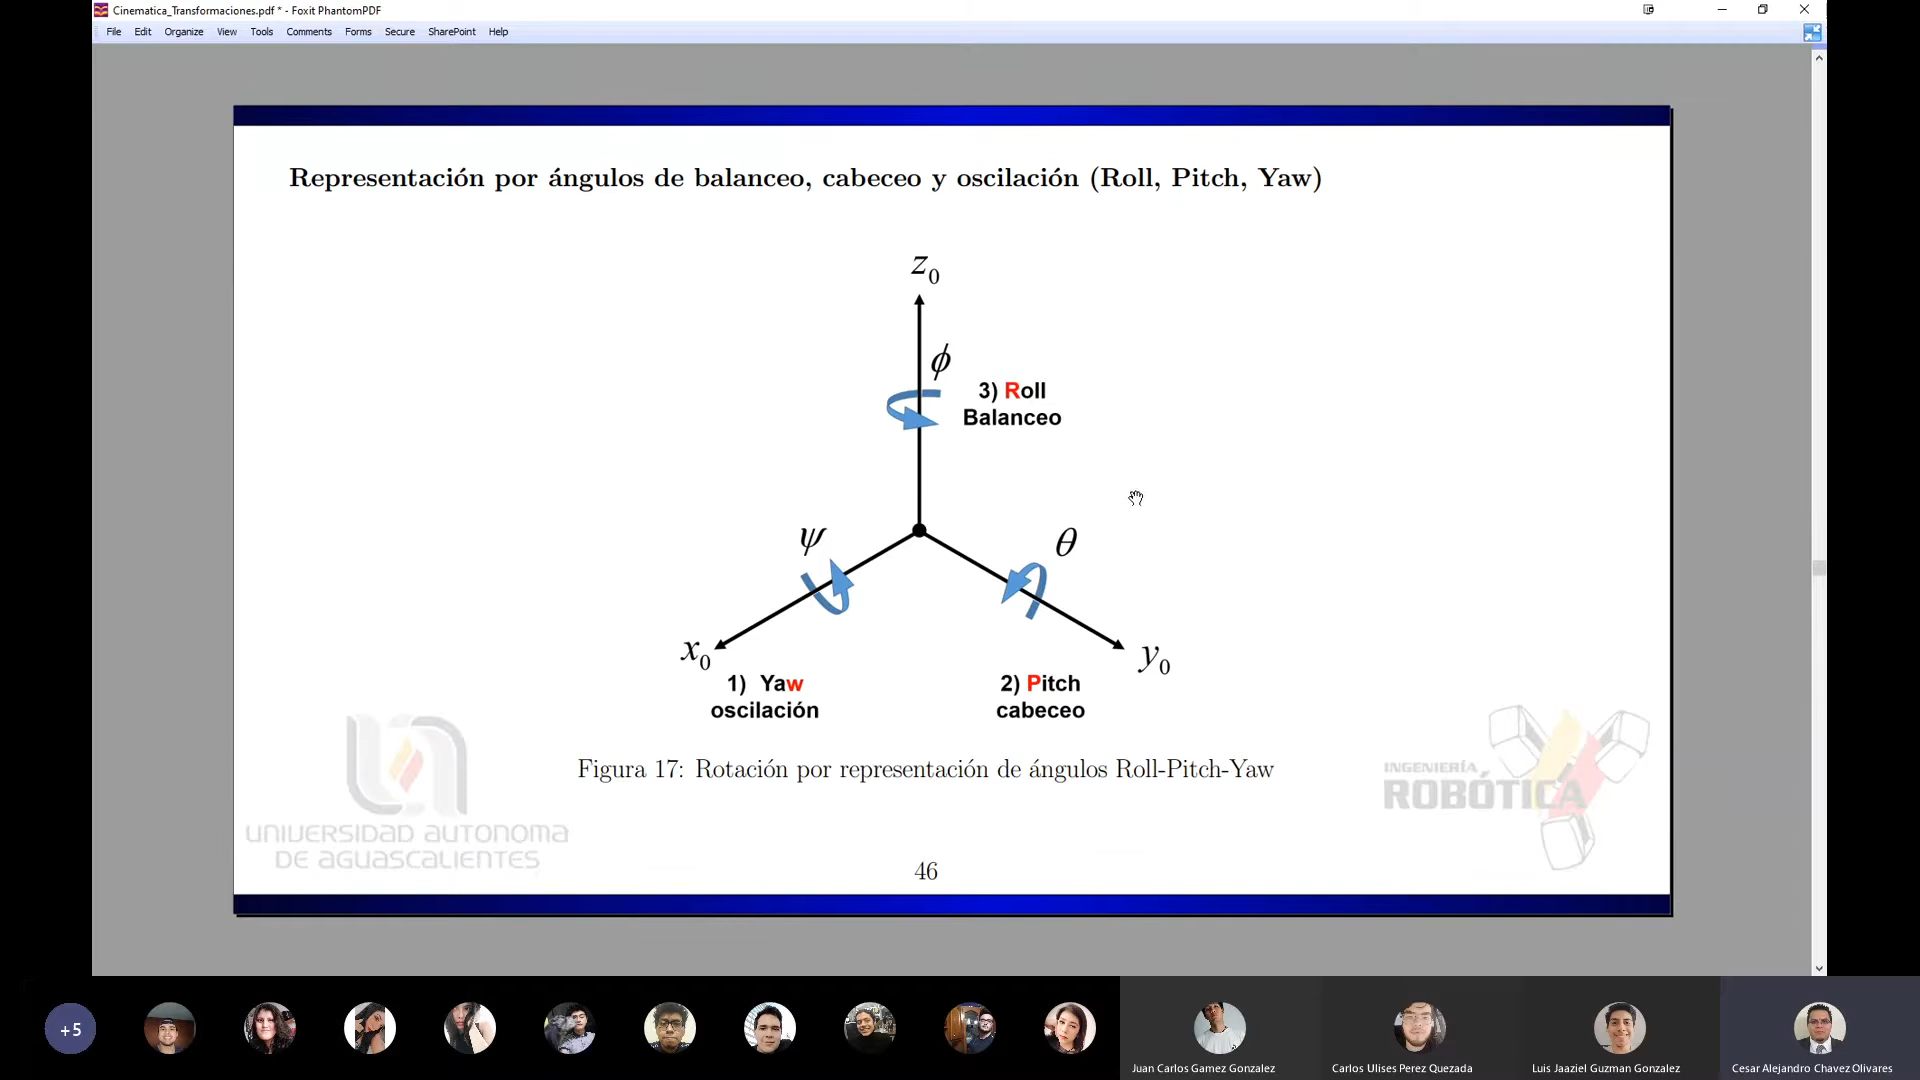 Cinematica_Transformaciones.pdf * - Foxit PhantomPDF
File Edit Organize View Tools Comments Forms Secure SharePoint Help
Representación por ángulos de balanceo, cabeceo y oscilación (Roll, Pitch, Yaw)
z0
ϕ
3) Roll
Balanceo
ψ
θ
x0
y0
1) Yaw
oscilación
2) Pitch
cabeceo
Figura 17: Rotación por representación de ángulos Roll-Pitch-Yaw
UNIVERSIDAD AUTONOMA
DE AGUASCALIENTES
INGENIERÍA
ROBÓTICA
46
+5
Juan Carlos Gamez Gonzalez
Carlos Ulises Perez Quezada
Luis Jaaziel Guzman Gonzalez
Cesar Alejandro Chavez Olivares